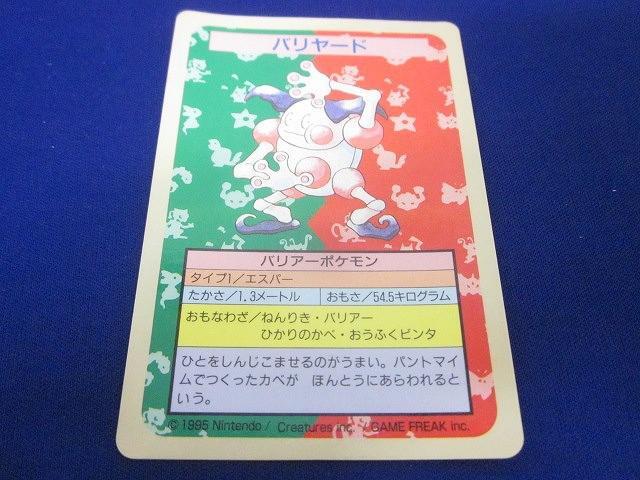 バリヤード
バリアーポケモン
タイプ1/エスパー
たかさ/1.3メートル おもさ/54.5キログラム
おもなわざ/ねんりき・バリアー
ひかりのかべ・おうふくビンタ
ひとをしんじこませるのがうまい。パントマイ
ムでつくったカベが ほんとうにあらわれると
いう。
© 1995 Nintendo / Creatures inc. / GAME FREAK inc.